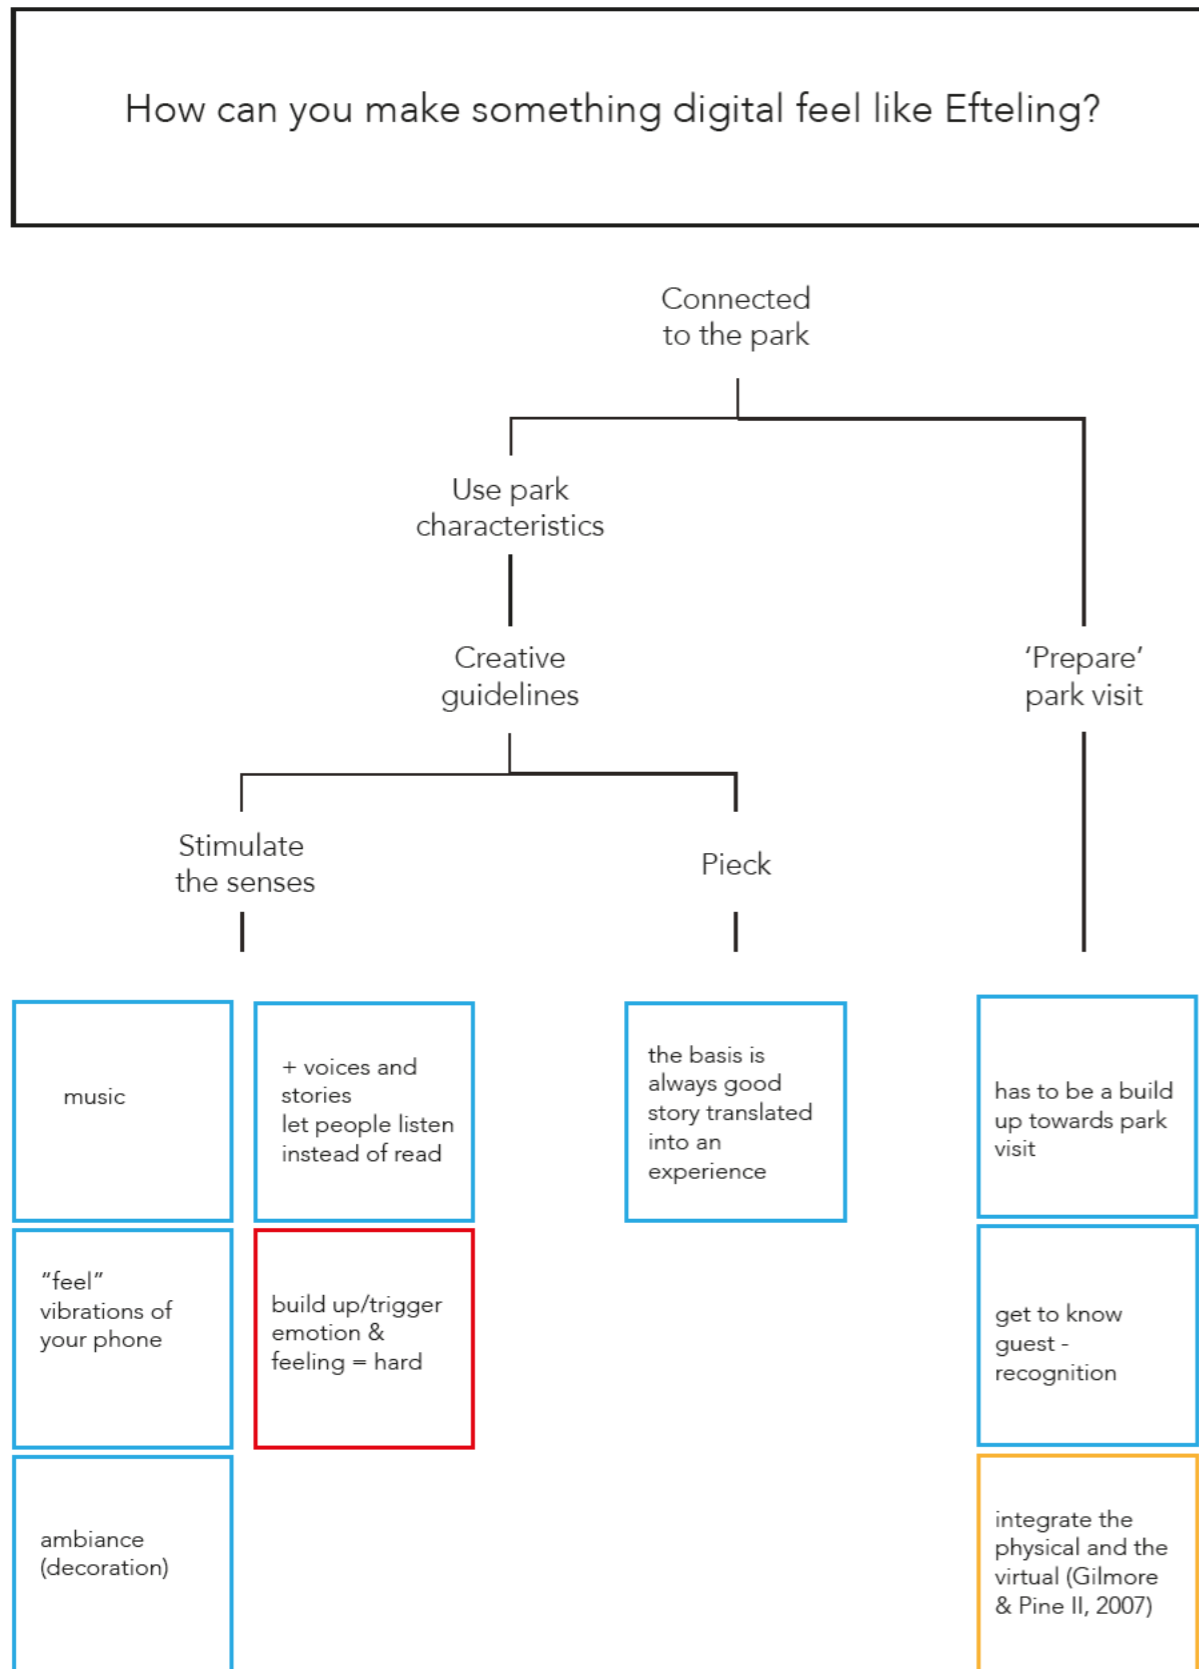 How can you make something digital feel like Efteling?
Connected
to the park
Use park
characteristics
Creative
guidelines
'Prepare'
park visit
Stimulate
the senses
Pieck
music
+ voices and
stories
let people listen
instead of read
the basis is
always good
story translated
into an
experience
has to be a build
up towards park
visit
"feel"
vibrations of
your phone
build up/trigger
emotion &
feeling = hard
get to know
guest -
recognition
ambiance
(decoration)
integrate the
physical and the
virtual (Gilmore
& Pine II, 2007)